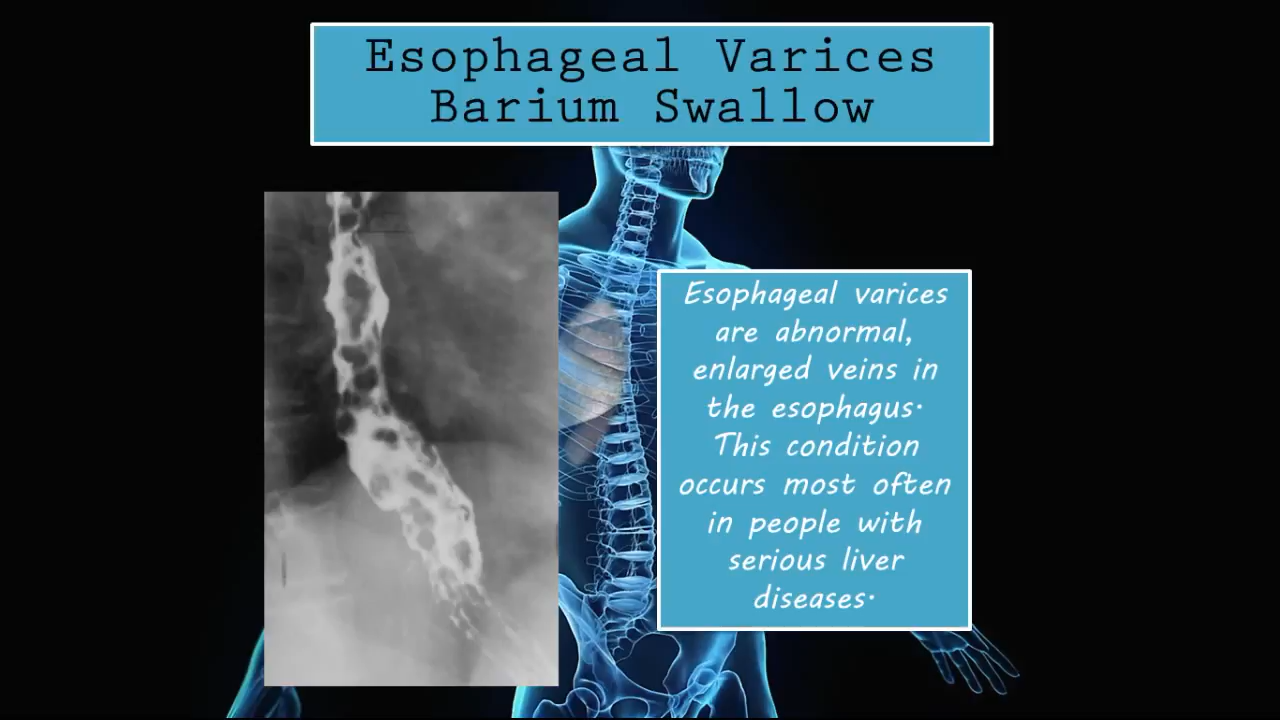 Esophageal Varices
Barium Swallow
Esophageal varices
are abnormal,
enlarged veins in
the esophagus.
This condition
occurs most often
in people with
serious liver
diseases.